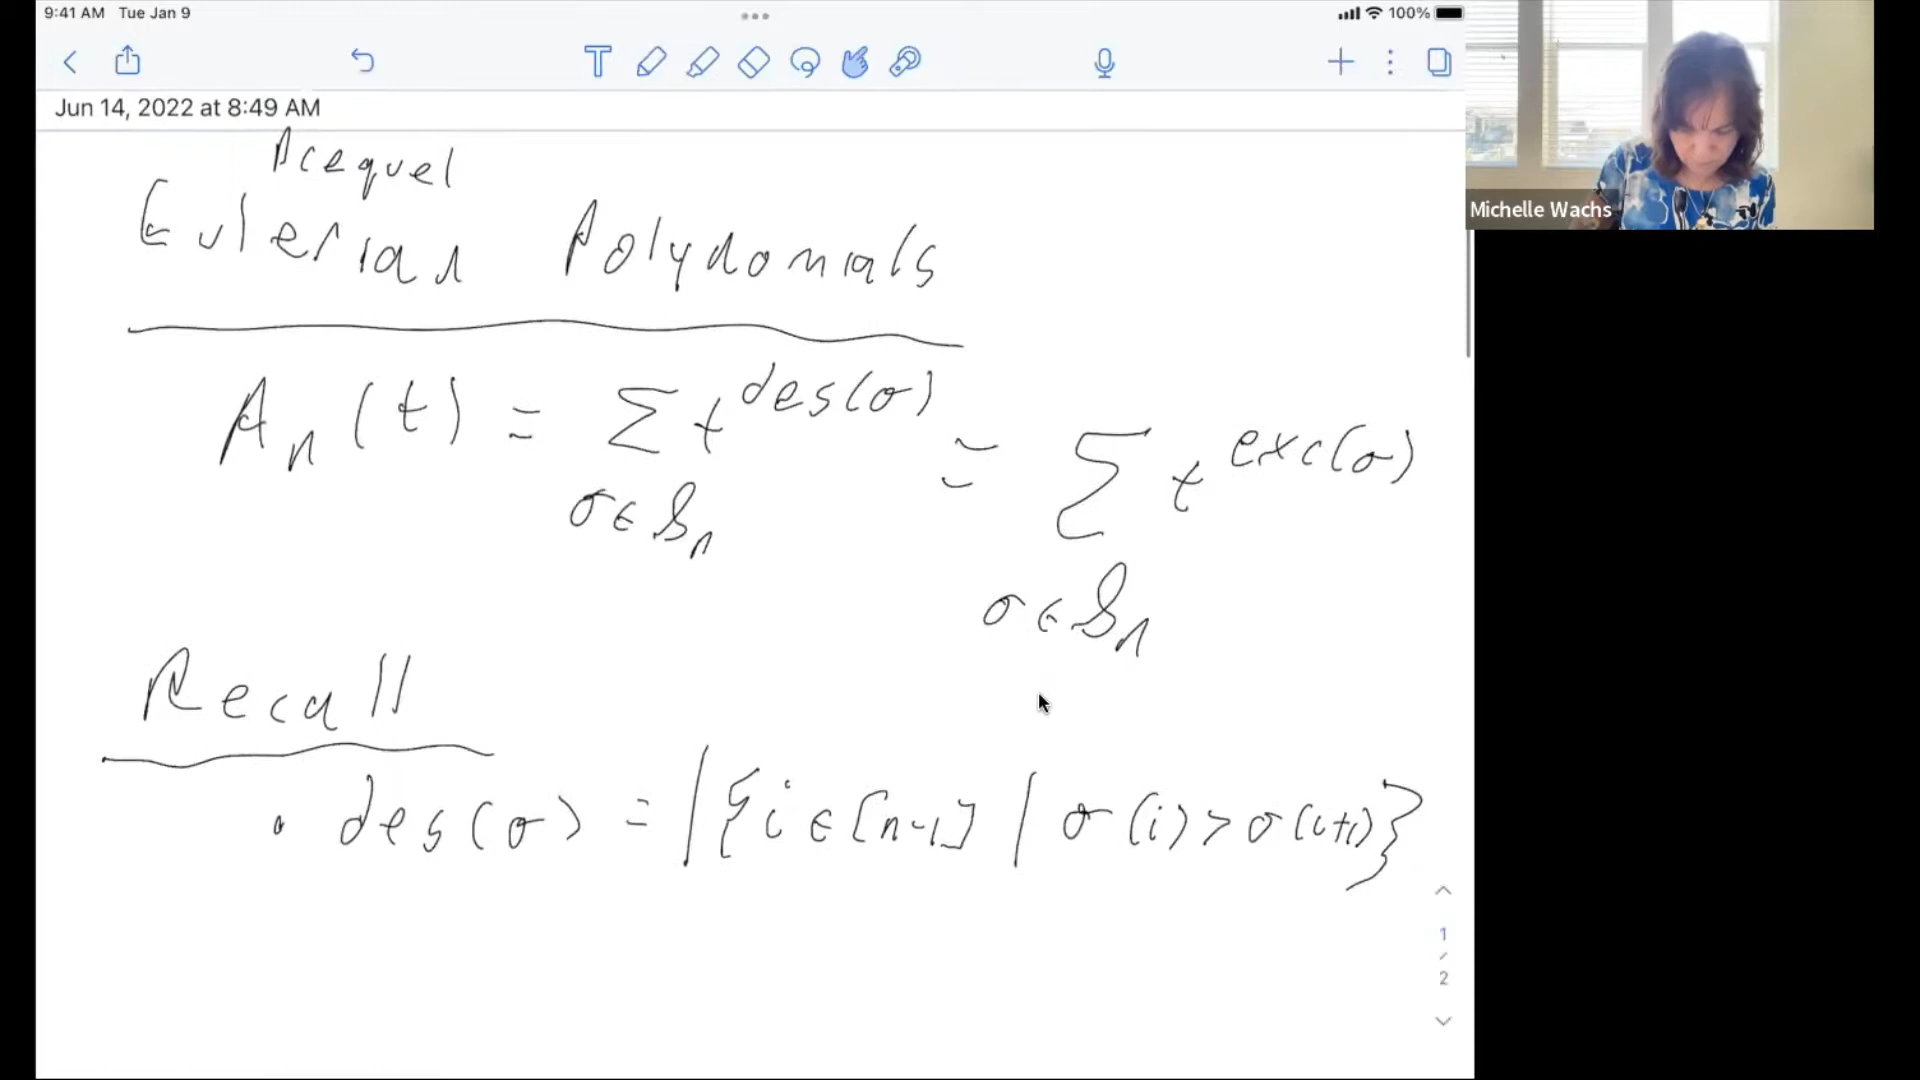 9:41 AM Tue Jan 9
100%
Jun 14, 2022 at 8:49 AM
Michelle Wachs
Eulerian Polynomials
A_n(t) = Σ_{σ∈S_n} t^{des(σ)} = Σ_{σ∈S_n} t^{exc(σ)}
Recall
• des(σ) = |{i ∈ [n-1] | σ(i) > σ(i+1)}
1
/
2